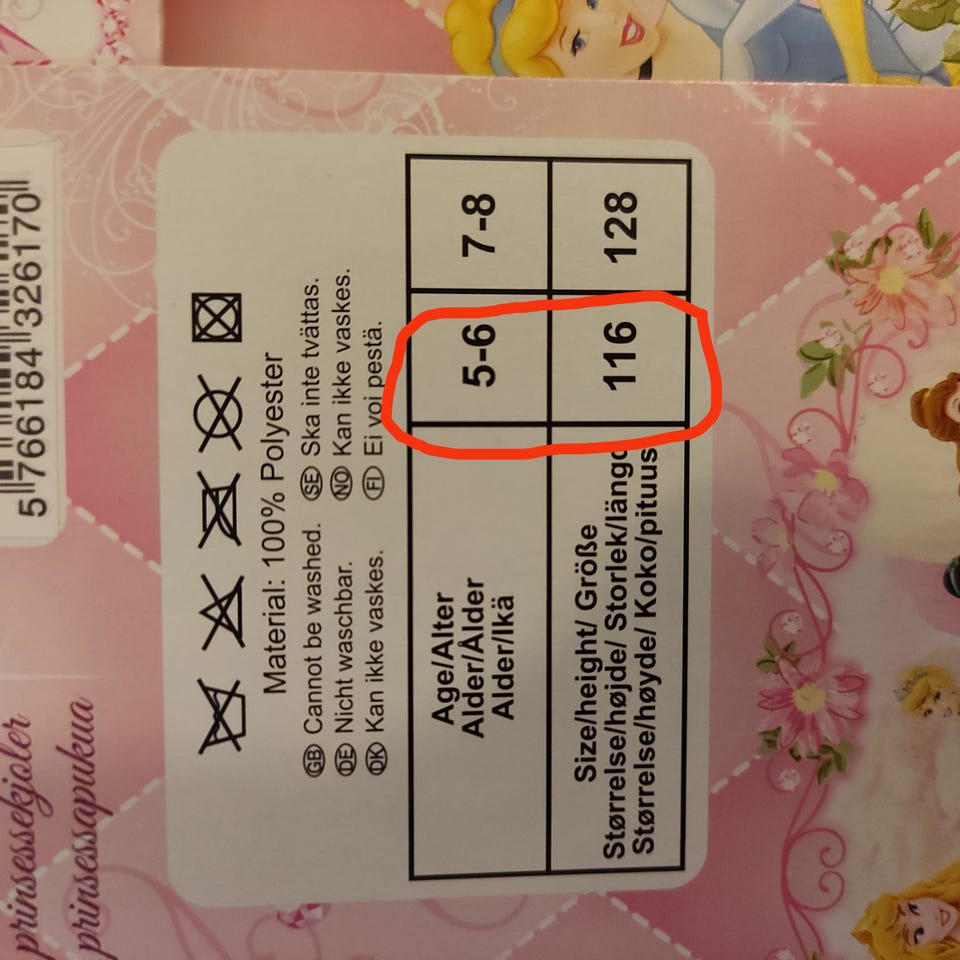 prinsessekjoler
prinsessapukua
5 766184 326170
Material: 100% Polyester
GB Cannot be washed. SE Ska inte tvättas.
DE Nicht waschbar. NO Kan ikke vaskes.
DK Kan ikke vaskes. FI Ei voi pestä.
Age/Alter
Alder/Ålder
Alder/Ikä
5-6
7-8
Size/height/ Größe
Størrelse/højde/ Storlek/längd
Størrelse/høyde/ Koko/pituus
116
128